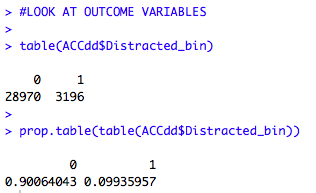 > #LOOK AT OUTCOME VARIABLES
>
> table(ACCdd$Distracted_bin)
0 1
28970 3196
>
> prop.table(table(ACCdd$Distracted_bin))
0 1
0.90064043 0.09935957